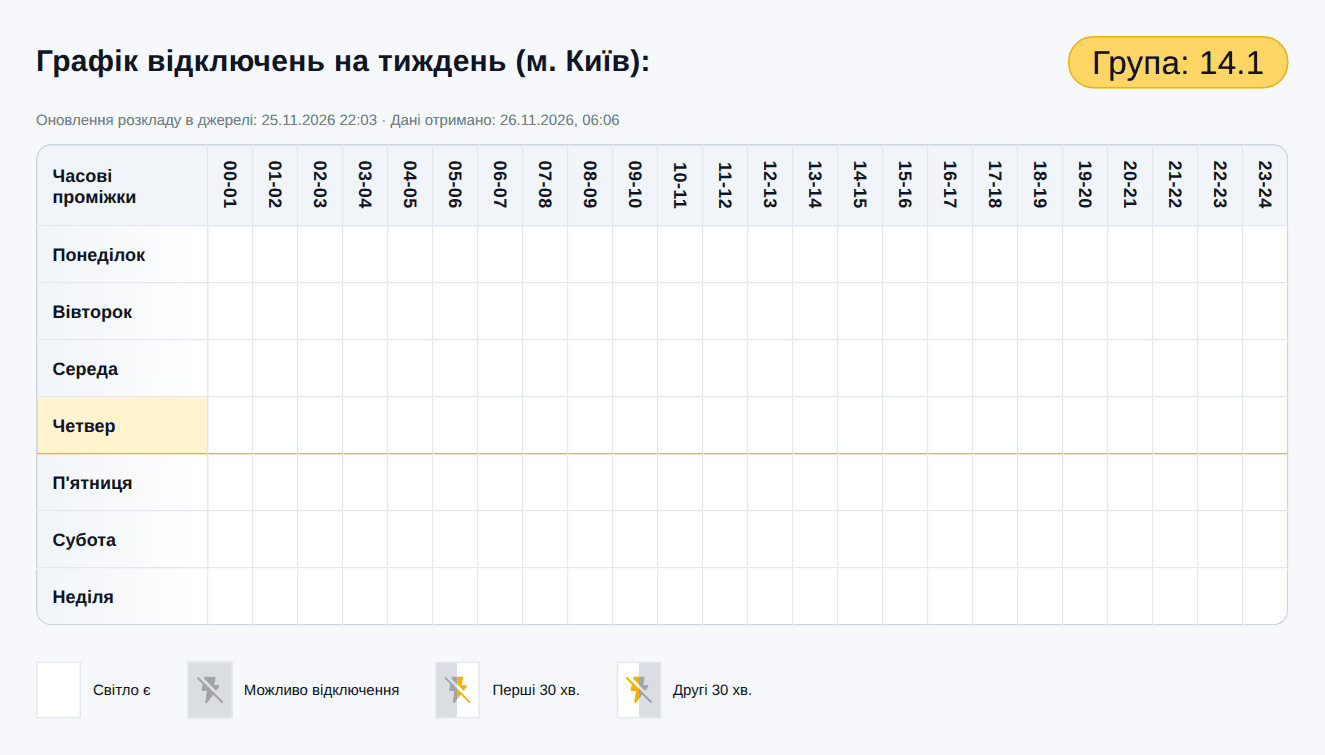 Графік відключень на тиждень (м. Київ):
Група: 14.1
Оновлення розкладу в джерелі: 25.11.2026 22:03 · Дані отримано: 26.11.2026, 06:06
Часові
проміжки
00-01
01-02
02-03
03-04
04-05
05-06
06-07
07-08
08-09
09-10
10-11
11-12
12-13
13-14
14-15
15-16
16-17
17-18
18-19
19-20
20-21
21-22
22-23
23-24
Понеділок
Вівторок
Середа
Четвер
П'ятниця
Субота
Неділя
Світло є
Можливо відключення
Перші 30 хв.
Другі 30 хв.